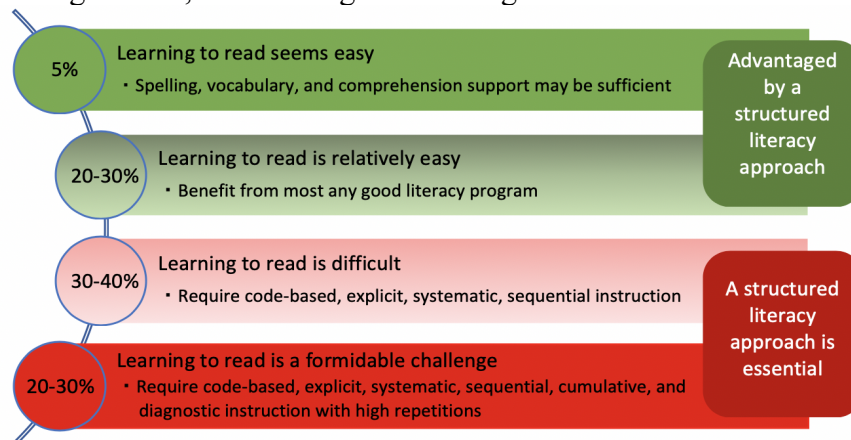 5%
Learning to read seems easy
· Spelling, vocabulary, and comprehension support may be sufficient
20-30%
Learning to read is relatively easy
· Benefit from most any good literacy program
Advantaged
by a
structured
literacy
approach
30-40%
Learning to read is difficult
· Require code-based, explicit, systematic, sequential instruction
20-30%
Learning to read is a formidable challenge
· Require code-based, explicit, systematic, sequential, cumulative, and
diagnostic instruction with high repetitions
A structured
literacy
approach is
essential